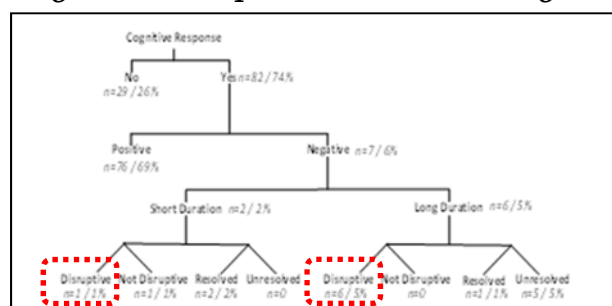 Cognitive Response
No
n=29 / 26%
Yes n=82 / 74%
Positive
n=76 / 69%
Negative n=7 / 6%
Short Duration n=2 / 2%
Long Duration n=6 / 5%
Disruptive
n=1 / 1%
Not Disruptive
n=1 / 1%
Resolved
n=2 / 2%
Unresolved
n=0
Disruptive
n=6 / 5%
Not Disruptive
n=0
Resolved
n=1 / 1%
Unresolved
n=5 / 5%